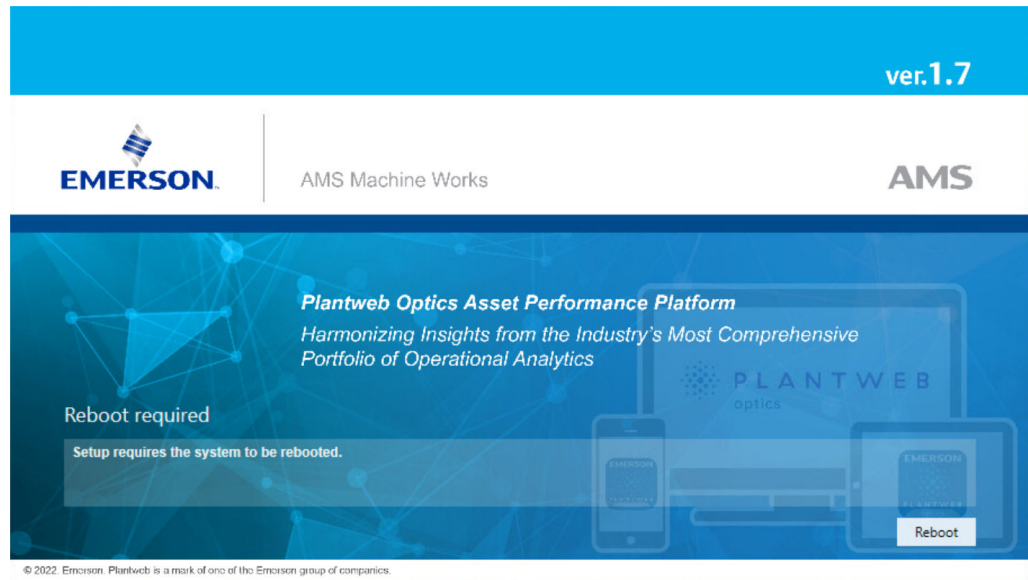 ver.1.7
EMERSON
AMS Machine Works
AMS
Plantweb Optics Asset Performance Platform
Harmonizing Insights from the Industry's Most Comprehensive
Portfolio of Operational Analytics
PLANTWEB
optics
Reboot required
Setup requires the system to be rebooted.
EMERSON
PLANTWEB
EMERSON
PLANTWEB
Reboot
© 2022. Emerson. Plantweb is a mark of one of the Emerson group of companies.